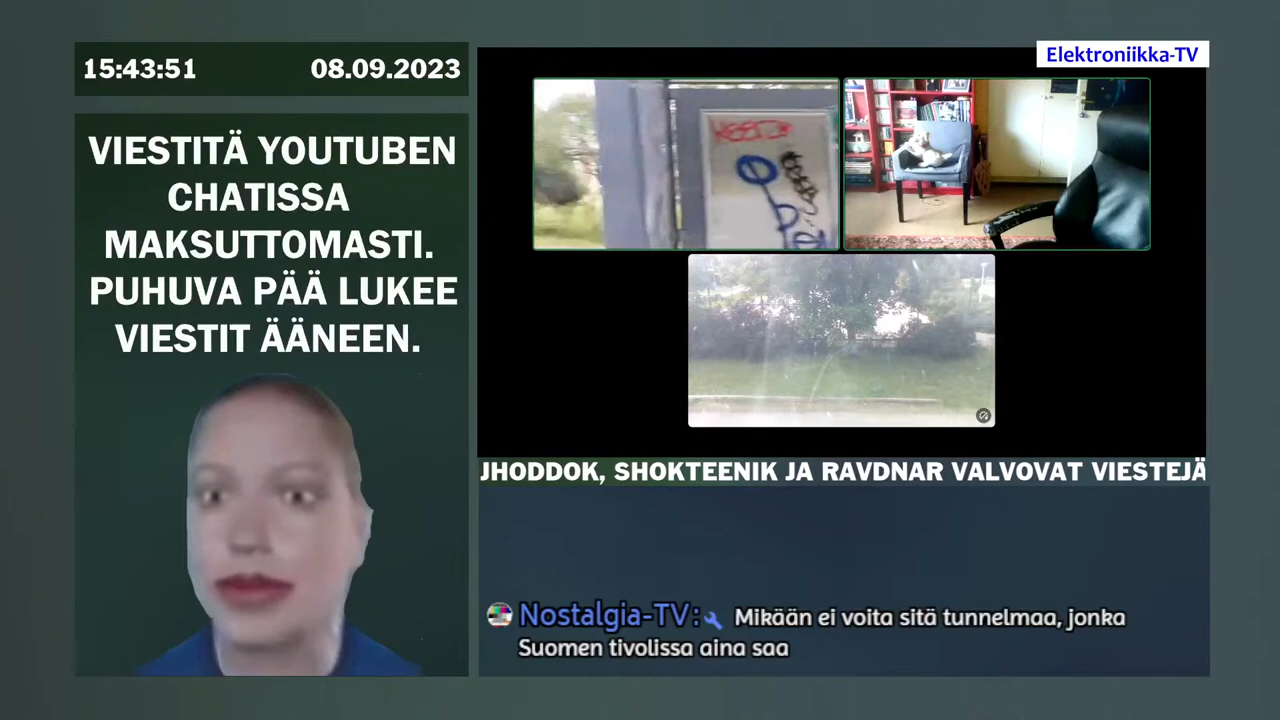 15:43:51 08.09.2023
VIESTITÄ YOUTUBEN
CHATISSA
MAKSUTTOMASTI.
PUHUVA PÄÄ LUKEE
VIESTIT ÄÄNEEN.
Elektroniikka-TV
JHODDOK, SHOKTEENIK JA RAVDNAR VALVOVAT VIESTEJÄ
Nostalgia-TV: Mikään ei voita sitä tunnelmaa, jonka
Suomen tivolissa aina saa